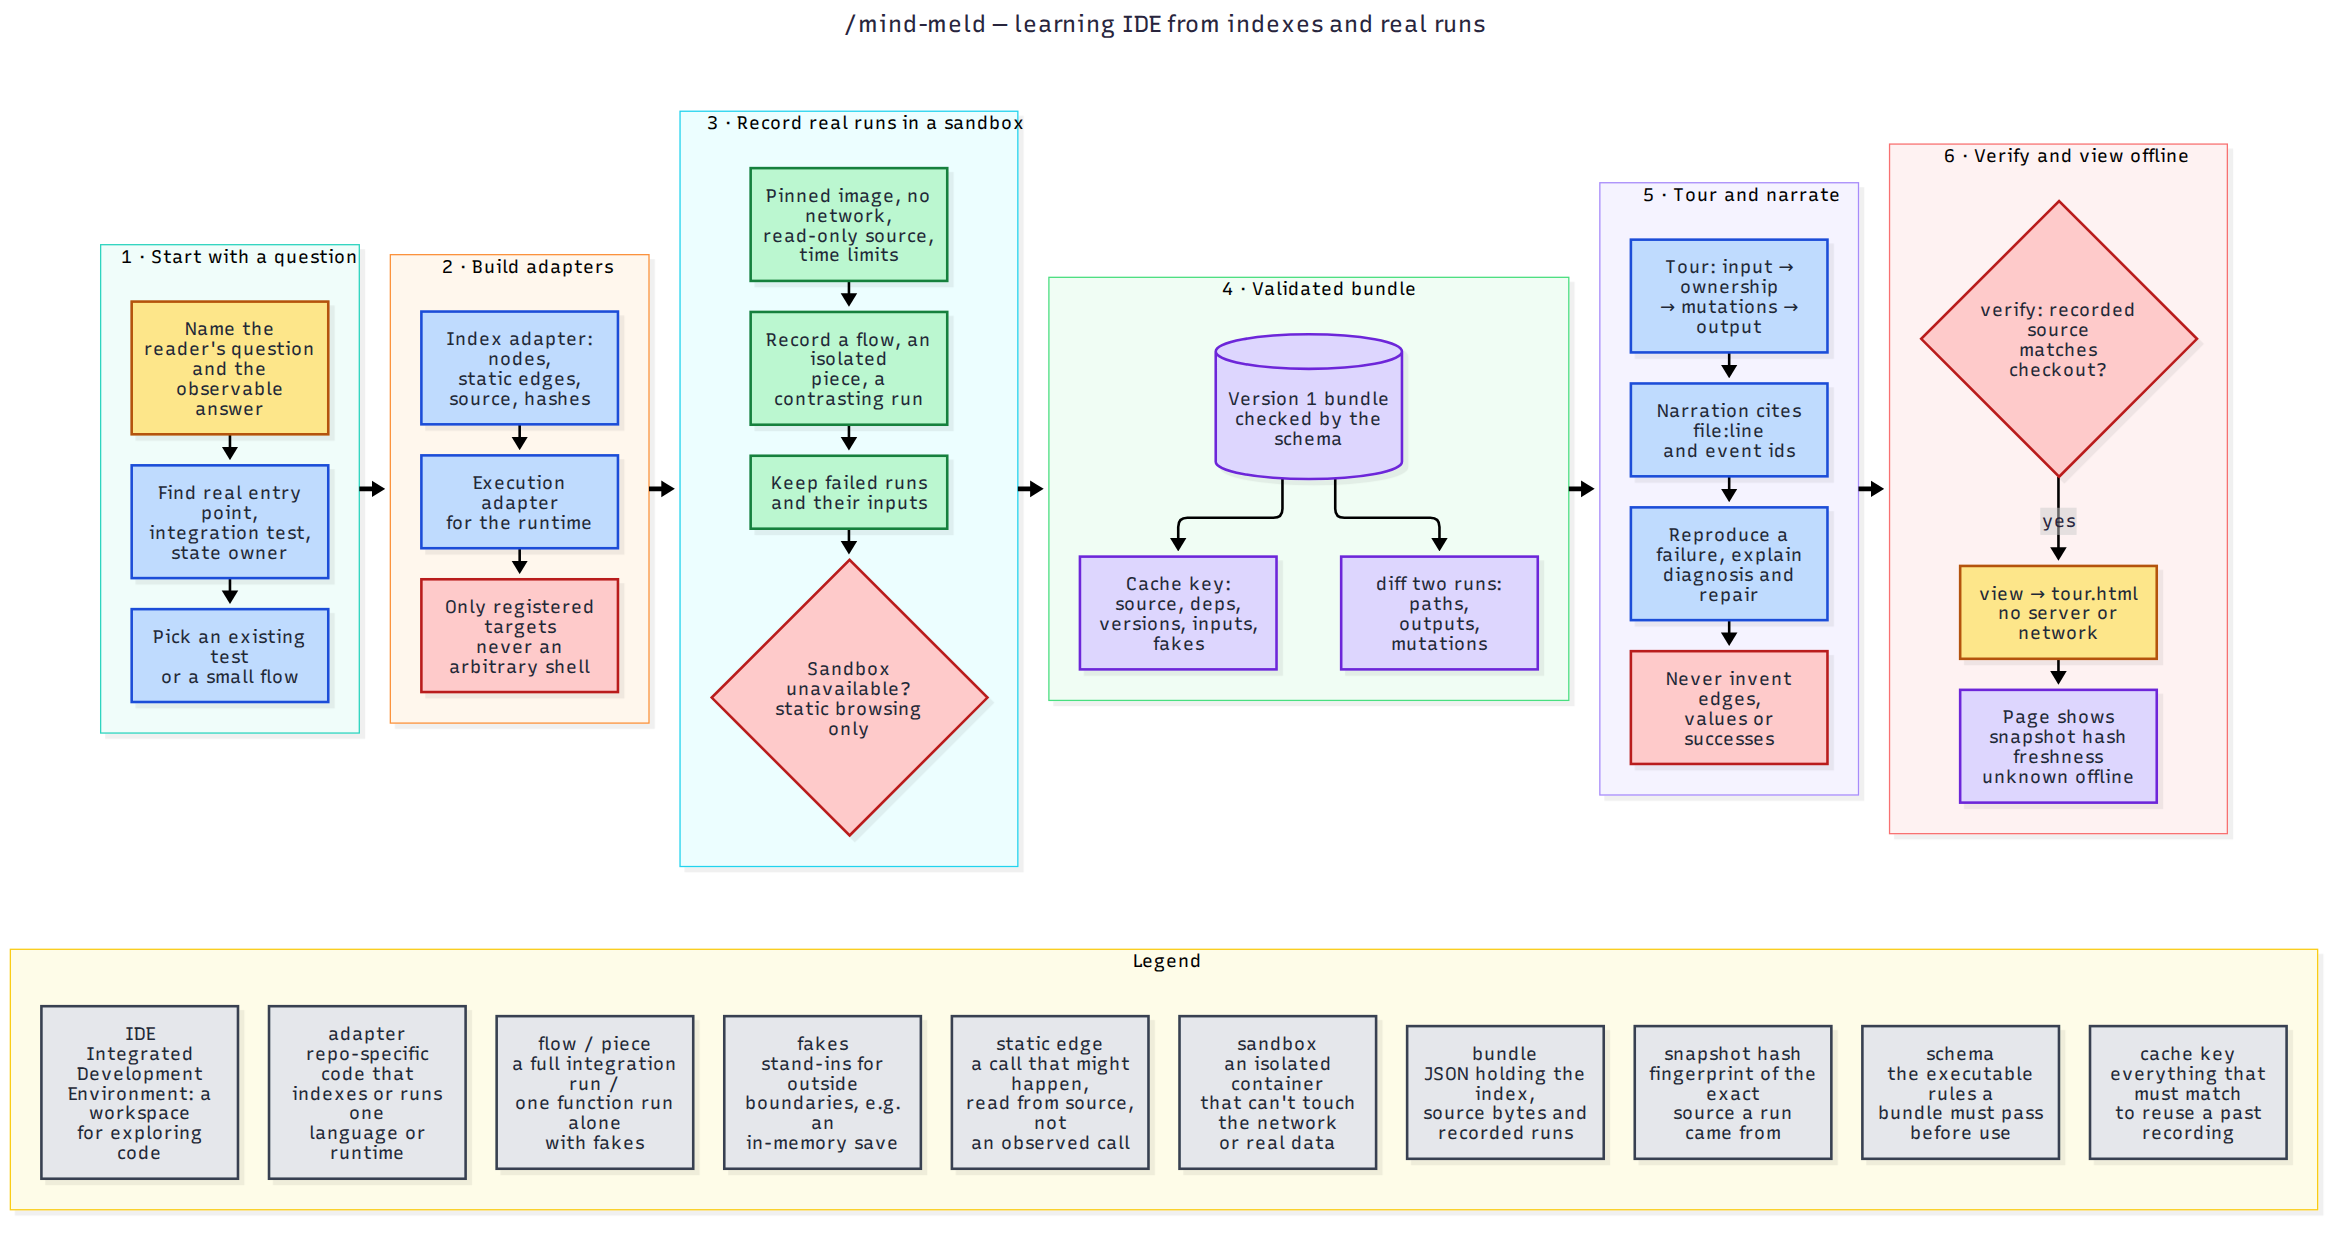 /mind-meld — learning IDE from indexes and real runs
1 · Start with a question
Name the
reader's question
and the
observable
answer
Find real entry
point,
integration test,
state owner
Pick an existing
test
or a small flow
2 · Build adapters
Index adapter:
nodes,
static edges,
source, hashes
Execution
adapter
for the runtime
Only registered
targets
never an
arbitrary shell
3 · Record real runs in a sandbox
Pinned image, no
network,
read-only source,
time limits
Record a flow, an
isolated
piece, a
contrasting run
Keep failed runs
and their inputs
Sandbox
unavailable?
static browsing
only
4 · Validated bundle
Version 1 bundle
checked by the
schema
Cache key:
source, deps,
versions, inputs,
fakes
diff two runs:
paths,
outputs,
mutations
5 · Tour and narrate
Tour: input →
ownership
→ mutations →
output
Narration cites
file:line
and event ids
Reproduce a
failure, explain
diagnosis and
repair
Never invent
edges,
values or
successes
6 · Verify and view offline
verify: recorded
source
matches
checkout?
yes
view → tour.html
no server or
network
Page shows
snapshot hash
freshness
unknown offline
Legend
IDE
Integrated
Development
Environment: a
workspace
for exploring
code
adapter
repo-specific
code that
indexes or runs
one
language or
runtime
flow / piece
a full integration
run /
one function run
alone
with fakes
fakes
stand-ins for
outside
boundaries, e.g.
an
in-memory save
static edge
a call that might
happen,
read from source,
not
an observed call
sandbox
an isolated
container
that can't touch
the network
or real data
bundle
JSON holding the
index,
source bytes and
recorded runs
snapshot hash
fingerprint of the
exact
source a run
came from
schema
the executable
rules a
bundle must pass
before use
cache key
everything that
must match
to reuse a past
recording